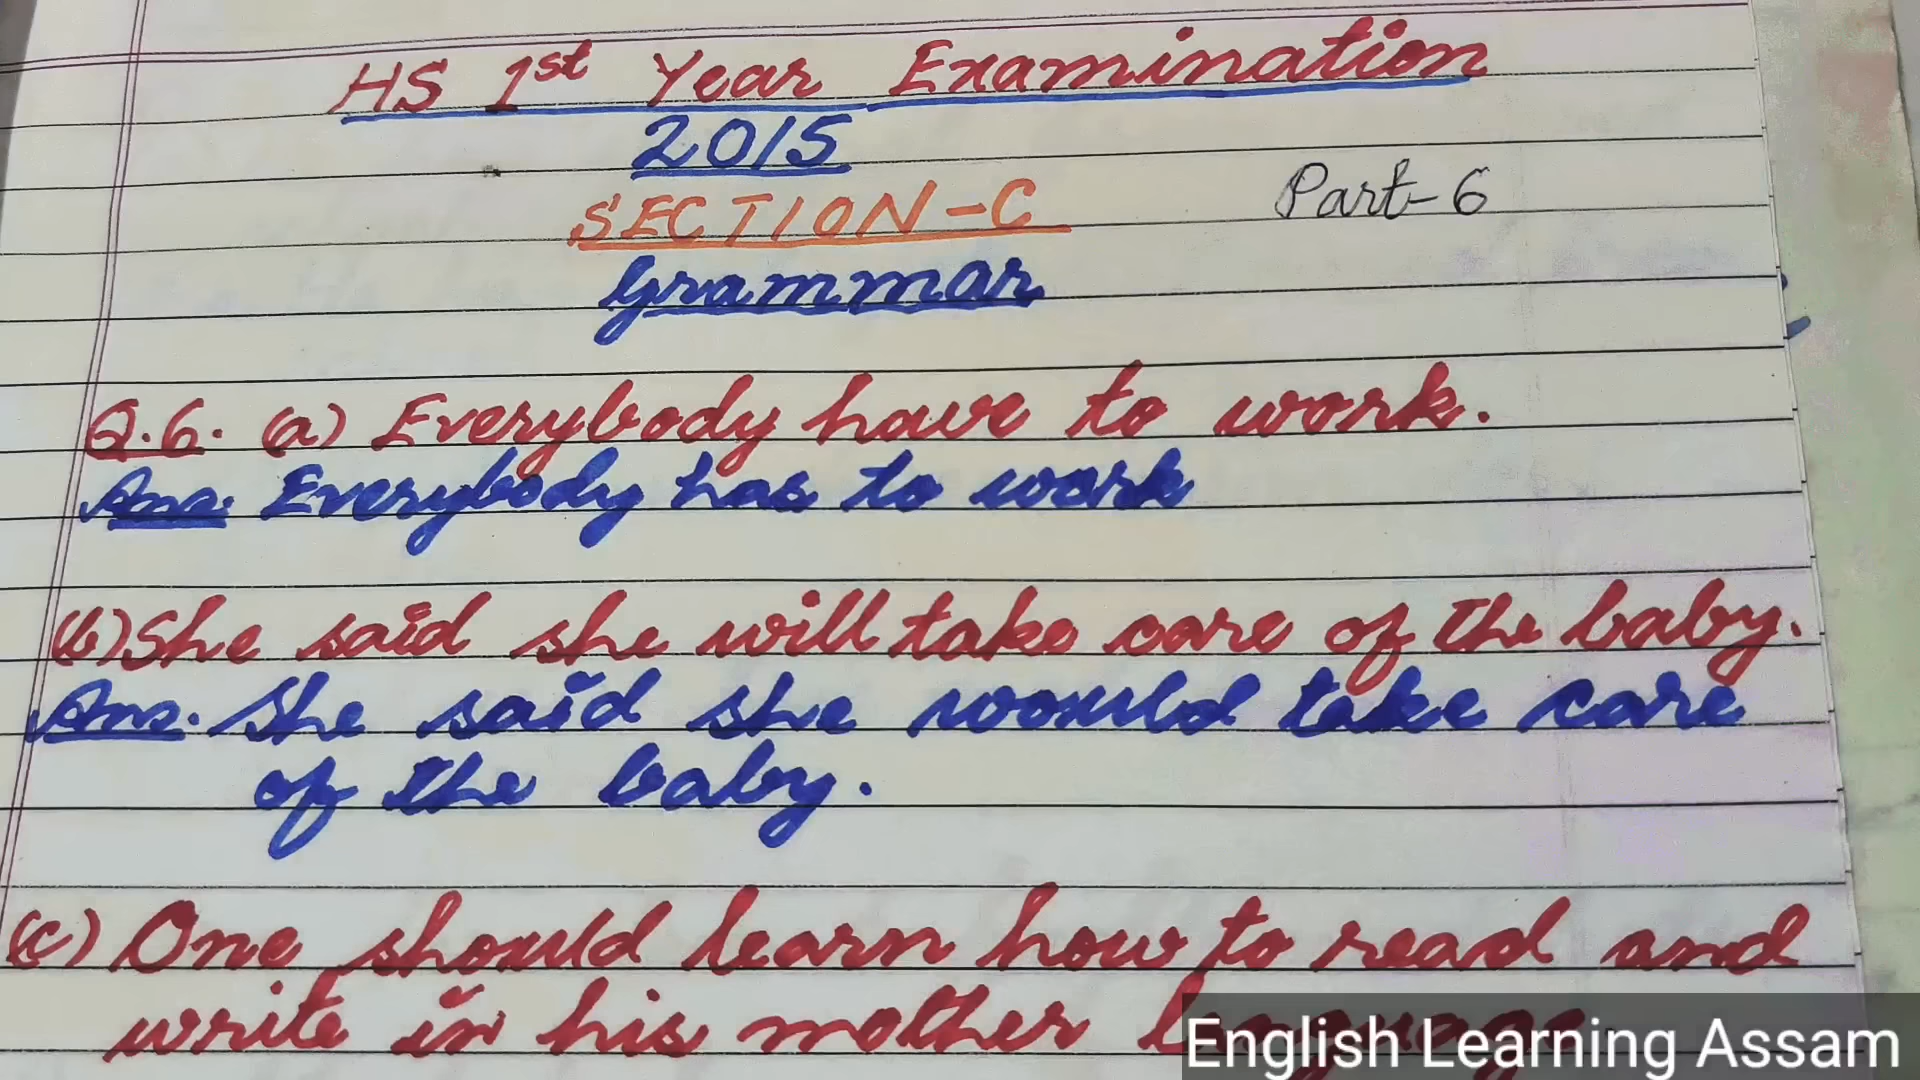 HS 1st Year Examination
2015
SECTION-C
Part-6
Grammar
Q.6. (a) Everybody have to work.
Ans. Everybody has to work
(b) She said she will take care of the baby.
Ans. She said she would take care
of the baby.
(c) One should learn how to read and
write in his mother language.
English Learning Assam